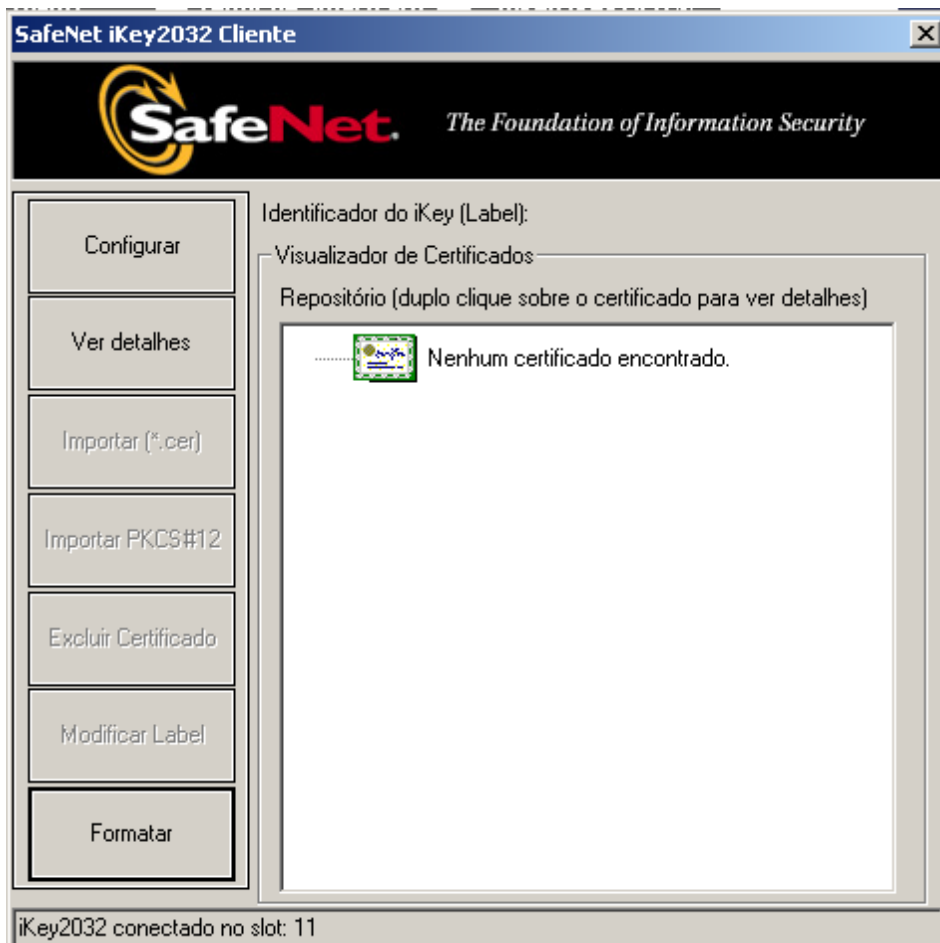 SafeNet iKey2032 Cliente
SafeNet.
The Foundation of Information Security
Configurar
Ver detalhes
Importar (*.cer)
Importar PKCS#12
Excluir Certificado
Modificar Label
Formatar
Identificador do iKey (Label):
Visualizador de Certificados
Repositório (duplo clique sobre o certificado para ver detalhes)
Nenhum certificado encontrado.
iKey2032 conectado no slot: 11